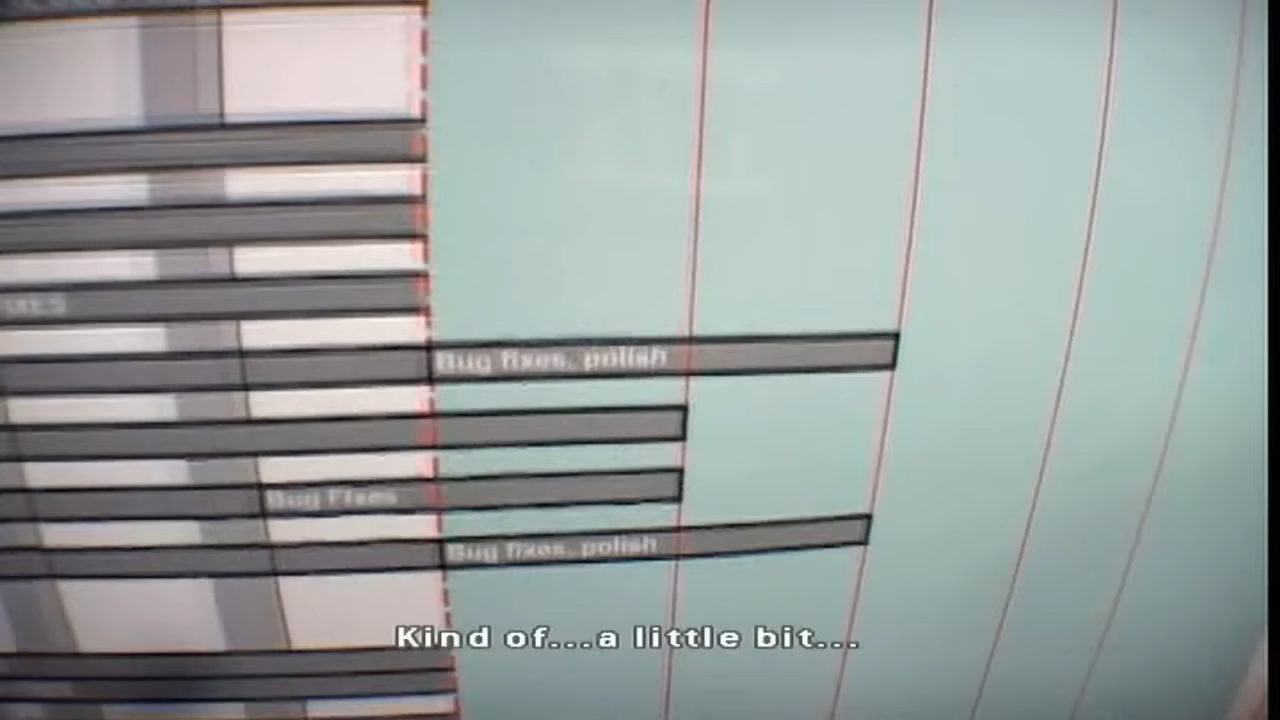 Bug fixes, polish
Bug Fixes
Bug fixes, polish
Kind of...a little bit...